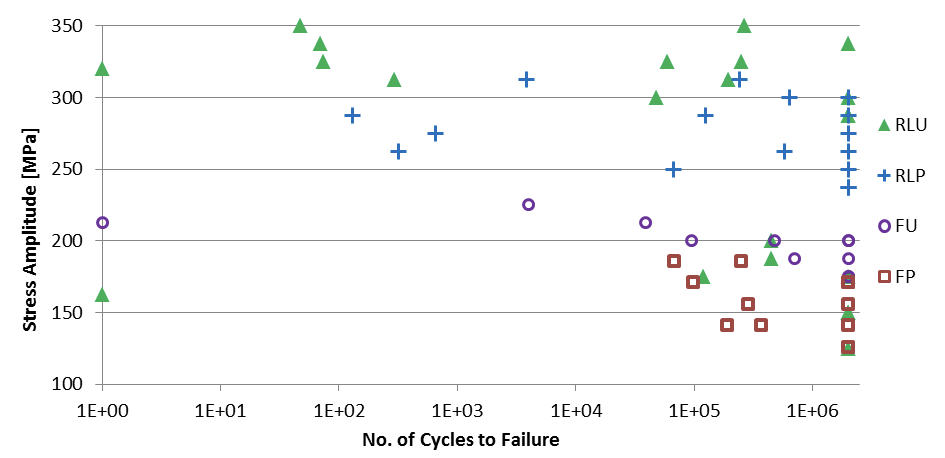 350
300
250
200
150
100
Stress Amplitude [MPa]
1E+00 1E+01 1E+02 1E+03 1E+04 1E+05 1E+06
No. of Cycles to Failure
RLU
RLP
FU
FP